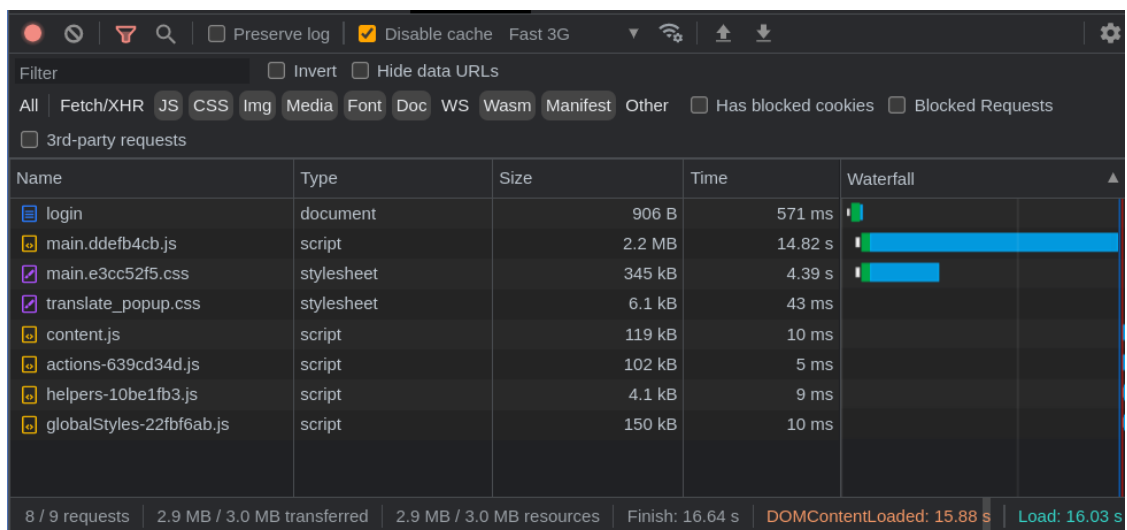 Preserve log Disable cache Fast 3G
Filter Invert Hide data URLs
All Fetch/XHR JS CSS Img Media Font Doc WS Wasm Manifest Other Has blocked cookies Blocked Requests
3rd-party requests
Name Type Size Time Waterfall
login document 906 B 571 ms
main.ddefb4cb.js script 2.2 MB 14.82 s
main.e3cc52f5.css stylesheet 345 kB 4.39 s
translate_popup.css stylesheet 6.1 kB 43 ms
content.js script 119 kB 10 ms
actions-639cd34d.js script 102 kB 5 ms
helpers-10be1fb3.js script 4.1 kB 9 ms
globalStyles-22fbf6ab.js script 150 kB 10 ms
8 / 9 requests 2.9 MB / 3.0 MB transferred 2.9 MB / 3.0 MB resources Finish: 16.64 s DOMContentLoaded: 15.88 s Load: 16.03 s